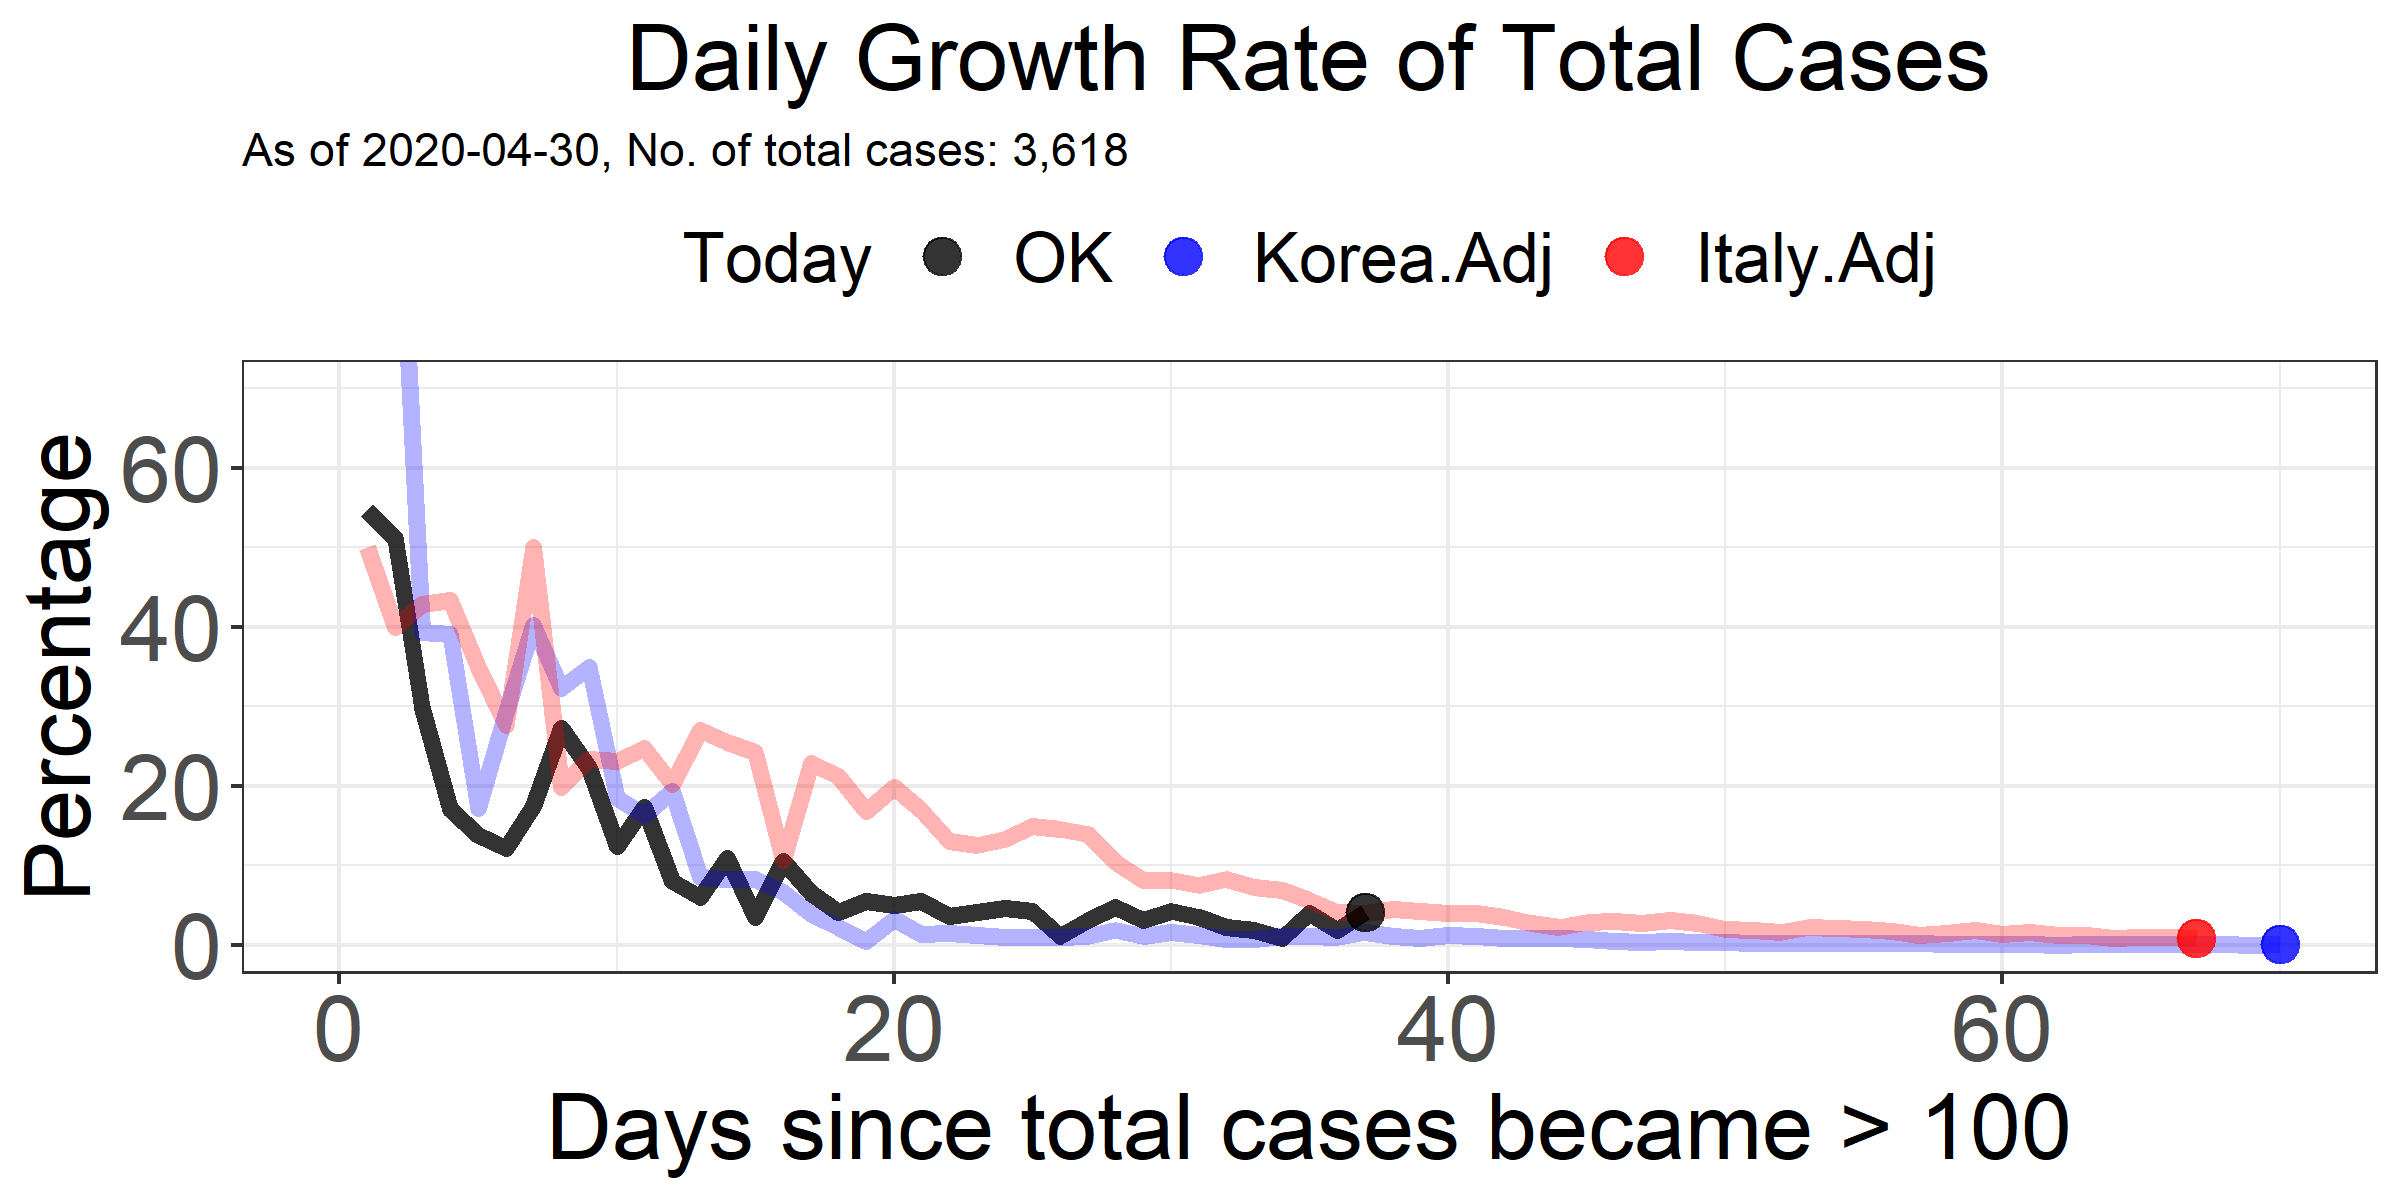 Daily Growth Rate of Total Cases
As of 2020-04-30, No. of total cases: 3,618
Today OK Korea.Adj Italy.Adj
Percentage
60
40
20
0
0 20 40 60
Days since total cases became > 100